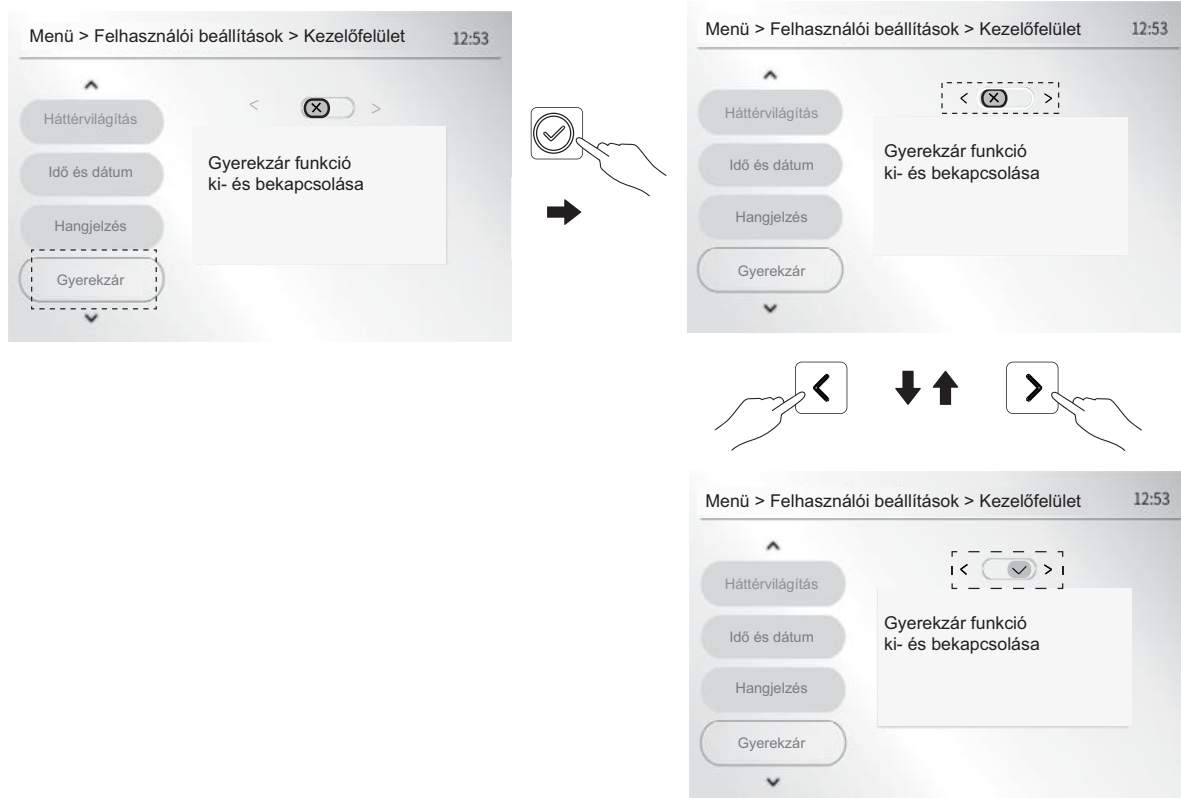 Menü > Felhasználói beállítások > Kezelőfelület 12:53
Háttérvilágítás
Idő és dátum
Hangjelzés
Gyerekzár
< >
Gyerekzár funkció
ki- és bekapcsolása
Menü > Felhasználói beállítások > Kezelőfelület 12:53
Háttérvilágítás
Idő és dátum
Hangjelzés
Gyerekzár
< >
Gyerekzár funkció
ki- és bekapcsolása
< >
Menü > Felhasználói beállítások > Kezelőfelület 12:53
Háttérvilágítás
Idő és dátum
Hangjelzés
Gyerekzár
< >
Gyerekzár funkció
ki- és bekapcsolása